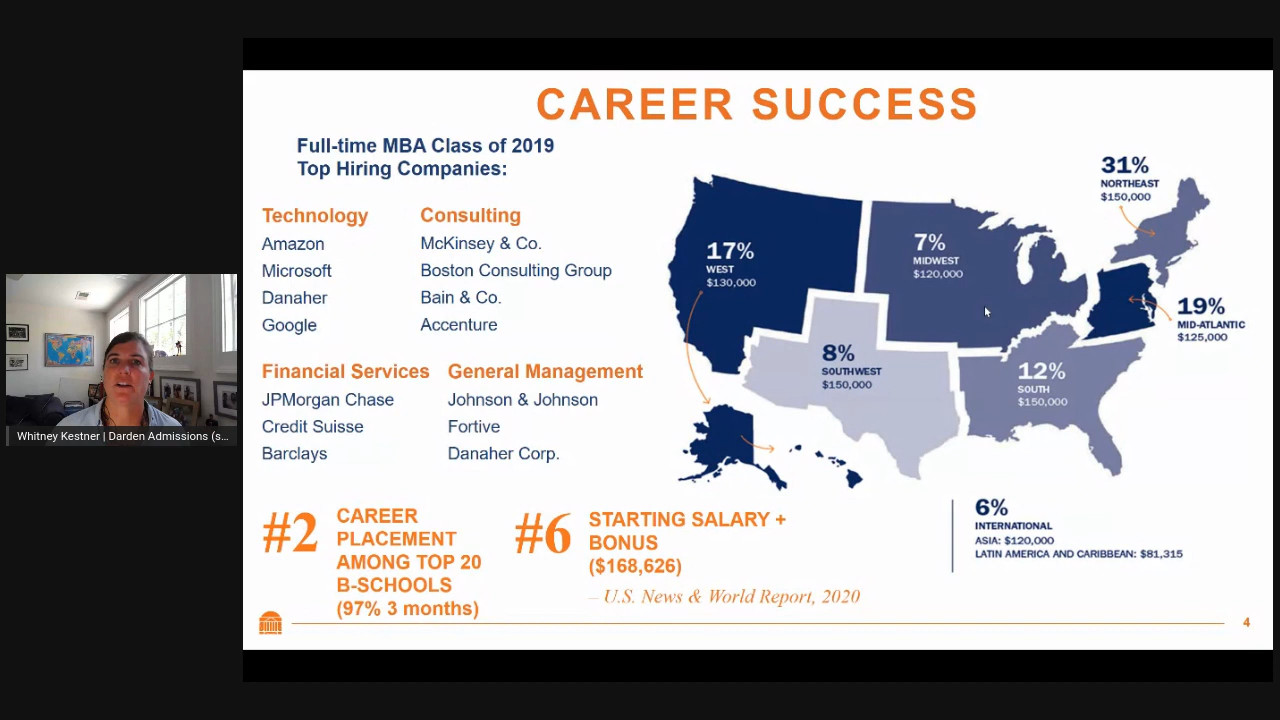 CAREER SUCCESS
Full-time MBA Class of 2019
Top Hiring Companies:
Technology
Amazon
Microsoft
Danaher
Google
Consulting
McKinsey & Co.
Boston Consulting Group
Bain & Co.
Accenture
Financial Services
JPMorgan Chase
Credit Suisse
Barclays
General Management
Johnson & Johnson
Fortive
Danaher Corp.
17%
WEST
$130,000
7%
MIDWEST
$120,000
31%
NORTHEAST
$150,000
19%
MID-ATLANTIC
$125,000
8%
SOUTHWEST
$150,000
12%
SOUTH
$150,000
6%
INTERNATIONAL
ASIA: $120,000
LATIN AMERICA AND CARIBBEAN: $81,315
#2
CAREER
PLACEMENT
AMONG TOP 20
B-SCHOOLS
(97% 3 months)
#6
STARTING SALARY +
BONUS
($168,626)
– U.S. News & World Report, 2020
4
Whitney Kestner | Darden Admissions (s...